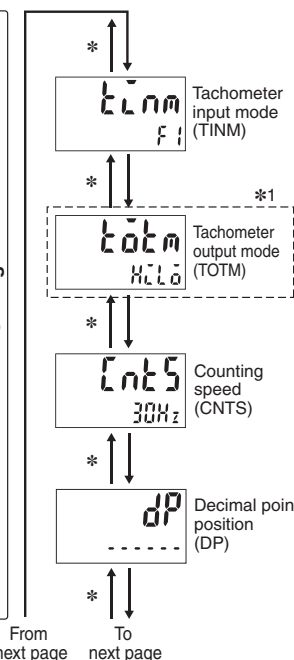 *
tinm
F1
Tachometer
input mode
(TINM)
*
*1
totm
HiLo
Tachometer
output mode
(TOTM)
*
CntS
30Hz
Counting
speed
(CNTS)
*
dP
------
Decimal poin
position
(DP)
*
From
next page
To
next page